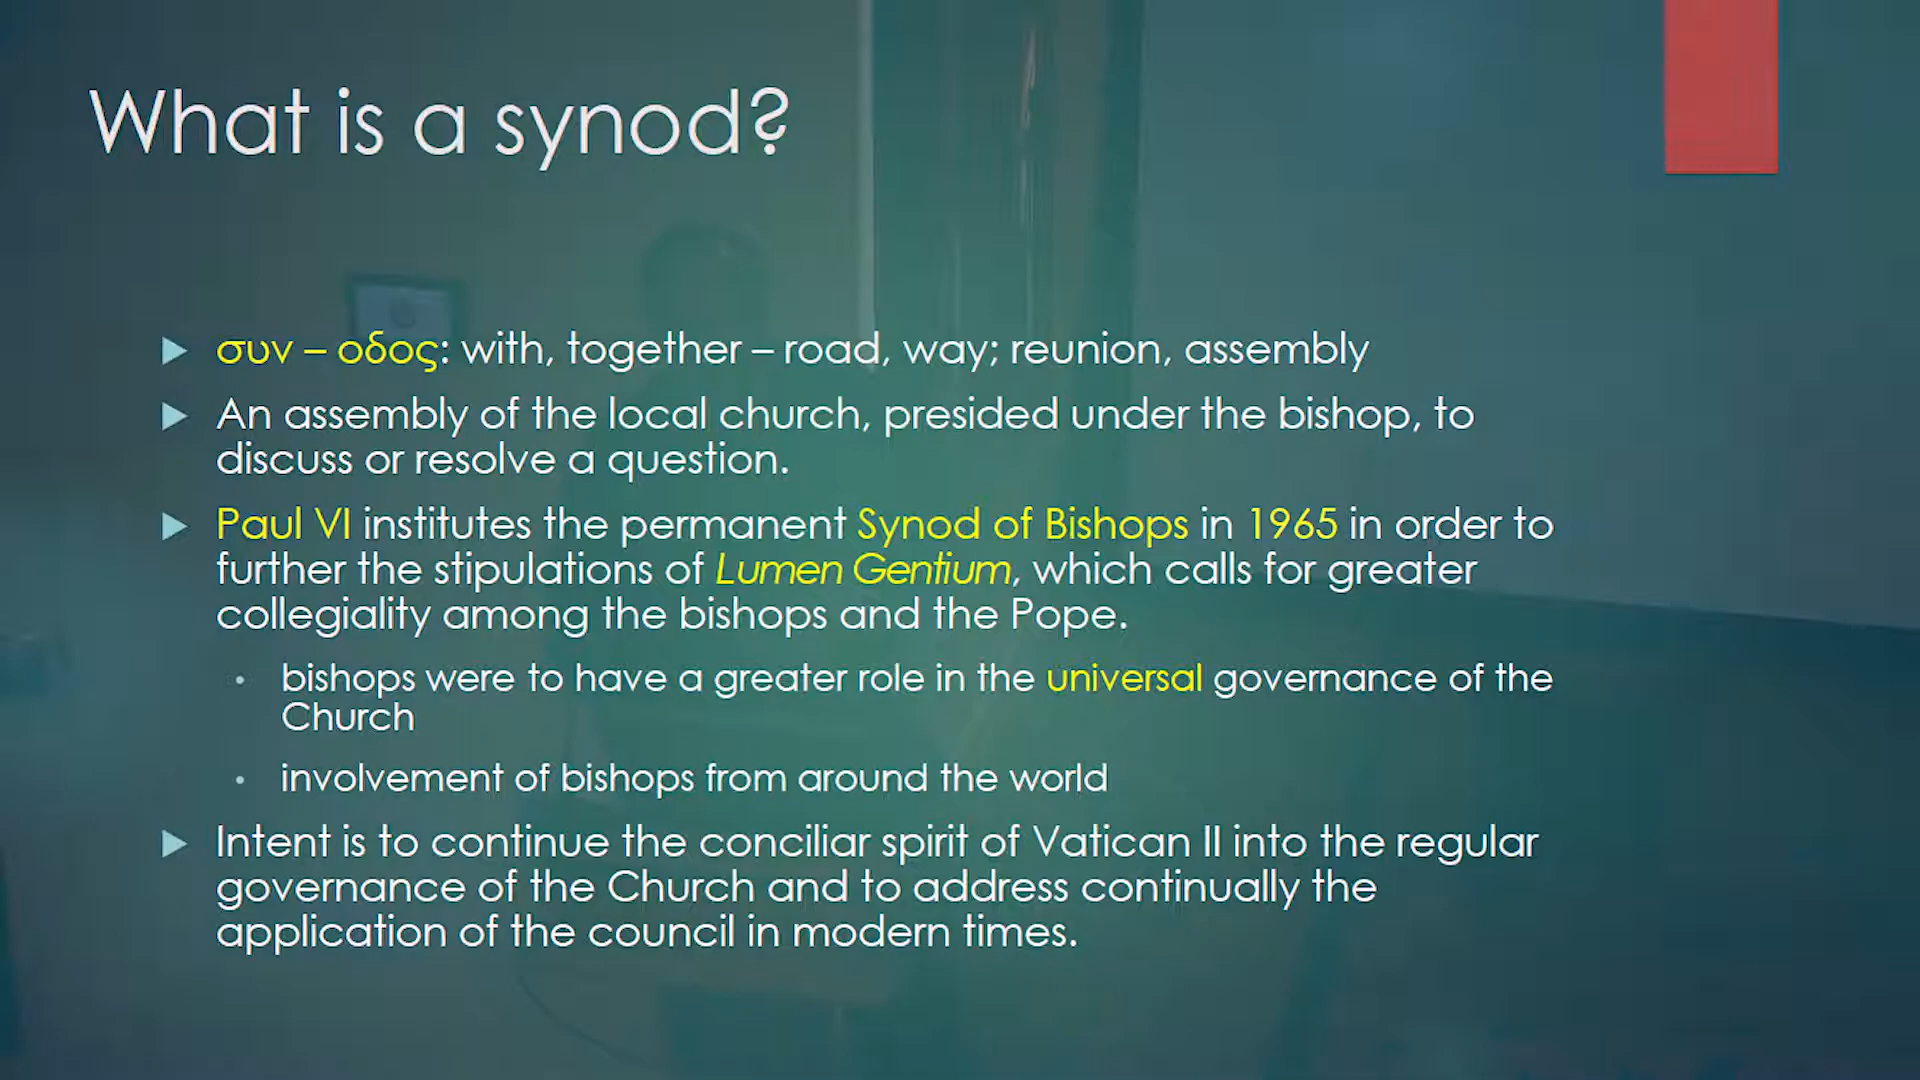 What is a synod?
συν – οδος: with, together – road, way; reunion, assembly
An assembly of the local church, presided under the bishop, to
discuss or resolve a question.
Paul VI institutes the permanent Synod of Bishops in 1965 in order to
further the stipulations of Lumen Gentium, which calls for greater
collegiality among the bishops and the Pope.
bishops were to have a greater role in the universal governance of the
Church
involvement of bishops from around the world
Intent is to continue the conciliar spirit of Vatican II into the regular
governance of the Church and to address continually the
application of the council in modern times.